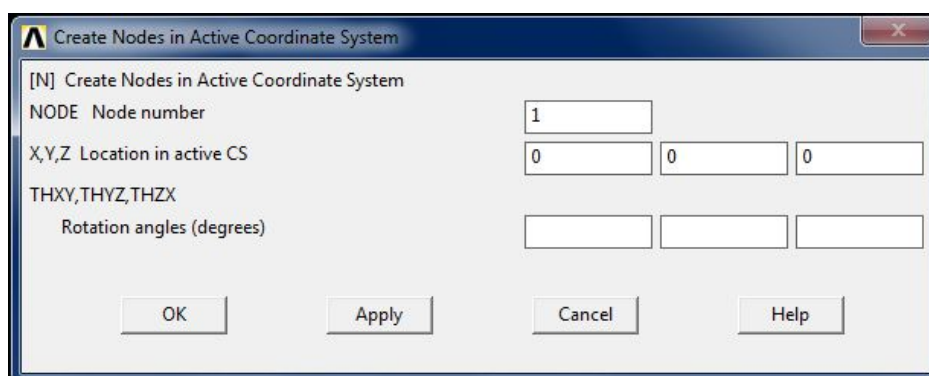 Create Nodes in Active Coordinate System
[N] Create Nodes in Active Coordinate System
NODE Node number 1
X,Y,Z Location in active CS 0 0 0
THXY,THYZ,THZX
Rotation angles (degrees)
OK Apply Cancel Help